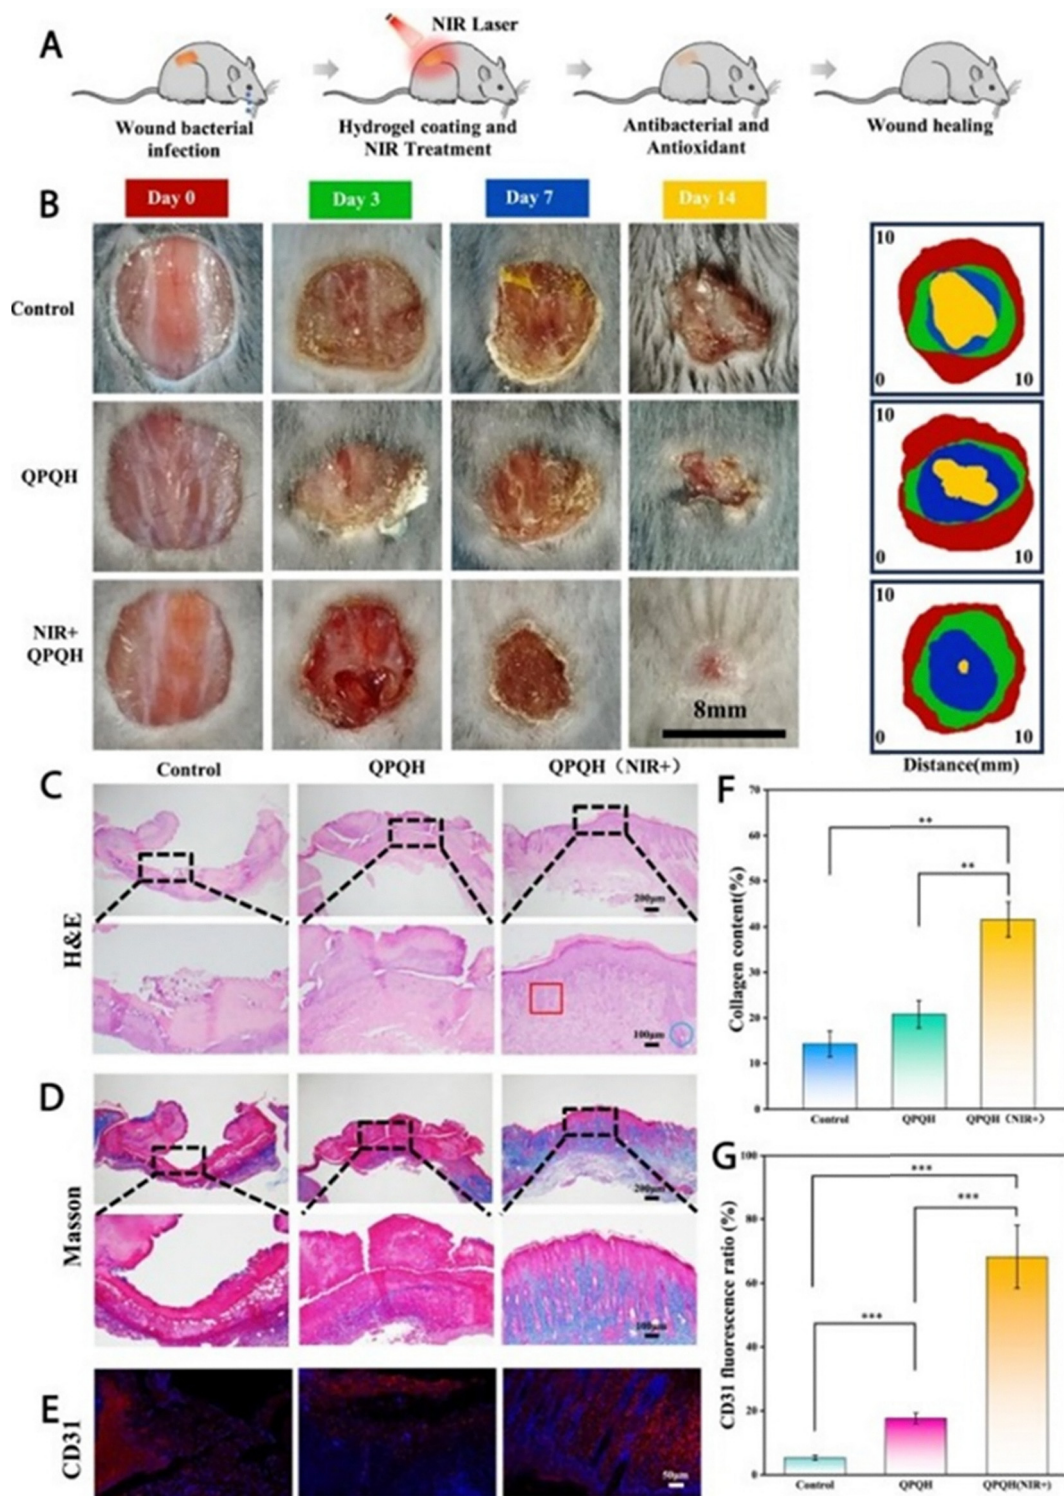 A
NIR Laser
Wound bacterial
infection
Hydrogel coating and
NIR Treatment
Antibacterial and
Antioxidant
Wound healing
B
Day 0
Day 3
Day 7
Day 14
Control
10
0
10
QPQH
10
0
10
NIR+
QPQH
8mm
10
0
10
Distance(mm)
C
Control
QPQH
QPQH（NIR+）
H&E
200μm
100μm
D
Masson
200μm
100μm
E
CD31
50μm
F
Collagen content(%)
70
60
50
40
30
20
10
0
**
**
Control
QPQH
QPQH（NIR+）
G
CD31 fluorescence ratio (%)
100
80
60
40
20
0
***
***
***
Control
QPQH
QPQH(NIR+)